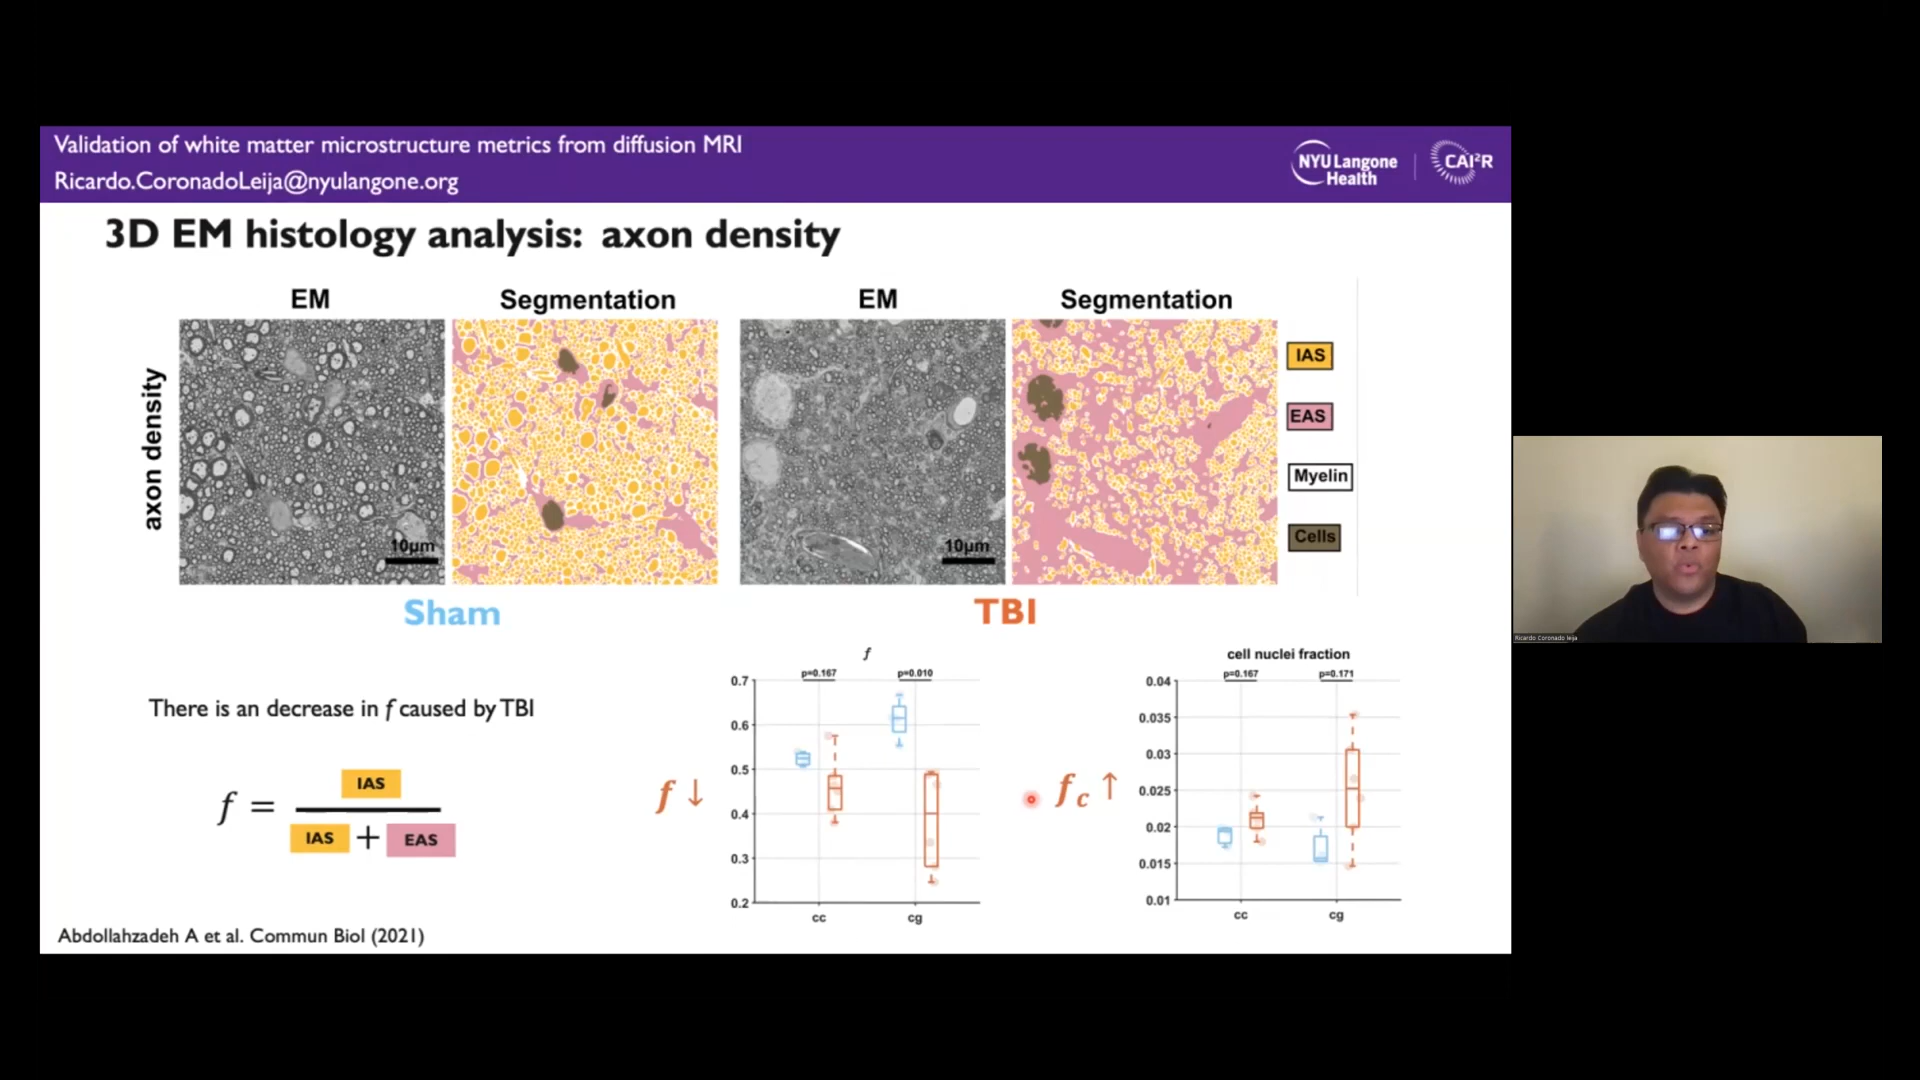 Validation of white matter microstructure metrics from diffusion MRI
Ricardo.CoronadoLeija@nyulangone.org
NYU Langone
Health
CAI²R
3D EM histology analysis: axon density
EM
Segmentation
EM
Segmentation
axon density
10µm
10µm
IAS
EAS
Myelin
Cells
Sham
TBI
There is an decrease in f caused by TBI
f = IAS
IAS + EAS
f ↓
f
p=0.167
p=0.010
0.7
0.6
0.5
0.4
0.3
0.2
cc
cg
fc ↑
cell nuclei fraction
p=0.167
p=0.171
0.04
0.035
0.03
0.025
0.02
0.015
0.01
cc
cg
Abdollahzadeh A et al. Commun Biol (2021)
Ricardo Coronado leija